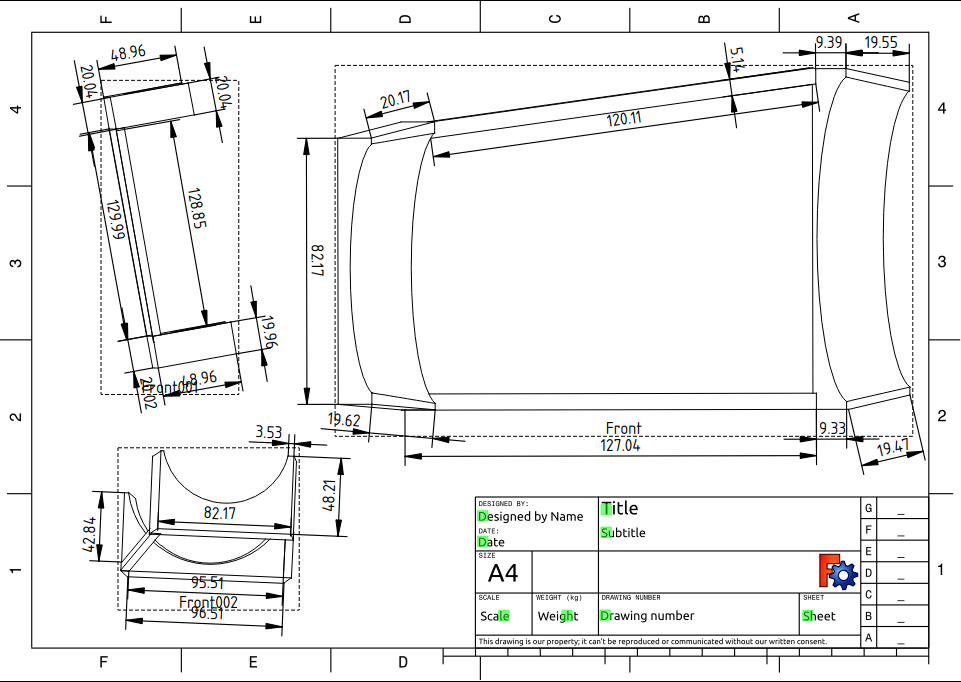 F E D C B A
4 4
3 3
2 2
1 1
F E D
48.96
20.04
20.04
129.99
128.85
19.96
48.96
20.02
Front001
20.17
5.14
9.39 19.55
120.11
82.17
19.62
Front
127.04
9.33
19.47
3.53
48.21
82.17
42.84
95.51
Front002
96.51
DESIGNED BY:
Designed by Name
DATE:
Date
SIZE
A4
Title
Subtitle
SCALE
Scale
WEIGHT (kg)
Weight
DRAWING NUMBER
Drawing number
SHEET
Sheet
This drawing is our property; it can't be reproduced or communicated without our written consent.
G _
F _
E _
D _
C _
B _
A _